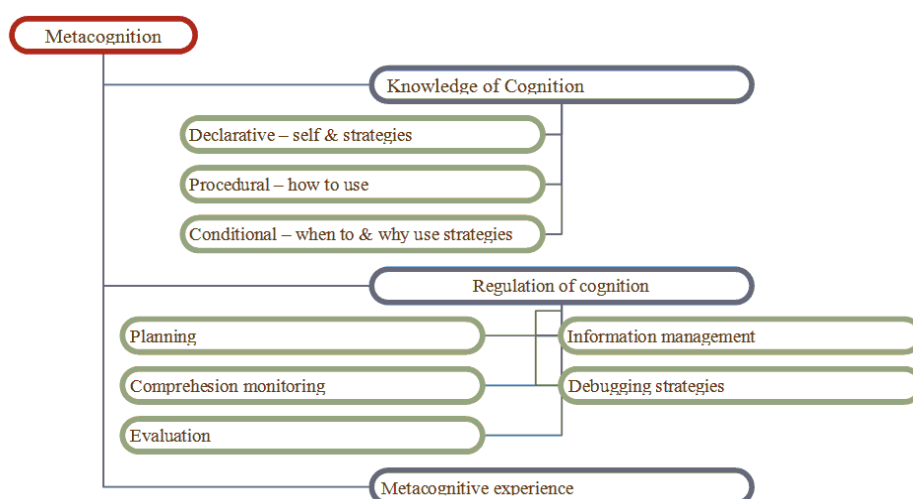 Metacognition
Knowledge of Cognition
Declarative – self & strategies
Procedural – how to use
Conditional – when to & why use strategies
Regulation of cognition
Planning
Information management
Comprehesion monitoring
Debugging strategies
Evaluation
Metacognitive experience